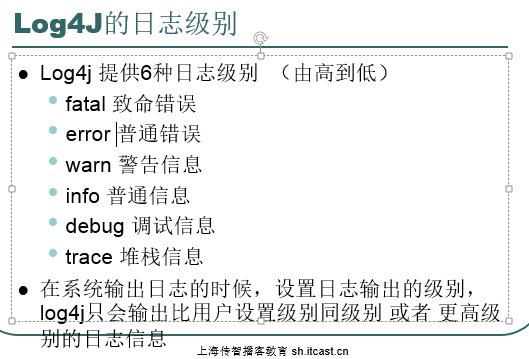 Log4J的日志级别
Log4j 提供6种日志级别 （由高到低）
fatal 致命错误
error 普通错误
warn 警告信息
info 普通信息
debug 调试信息
trace 堆栈信息
在系统输出日志的时候，设置日志输出的级别，
log4j只会输出比用户设置级别同级别 或者 更高级
别的日志信息
上海传智播客教育 sh.itcast.cn